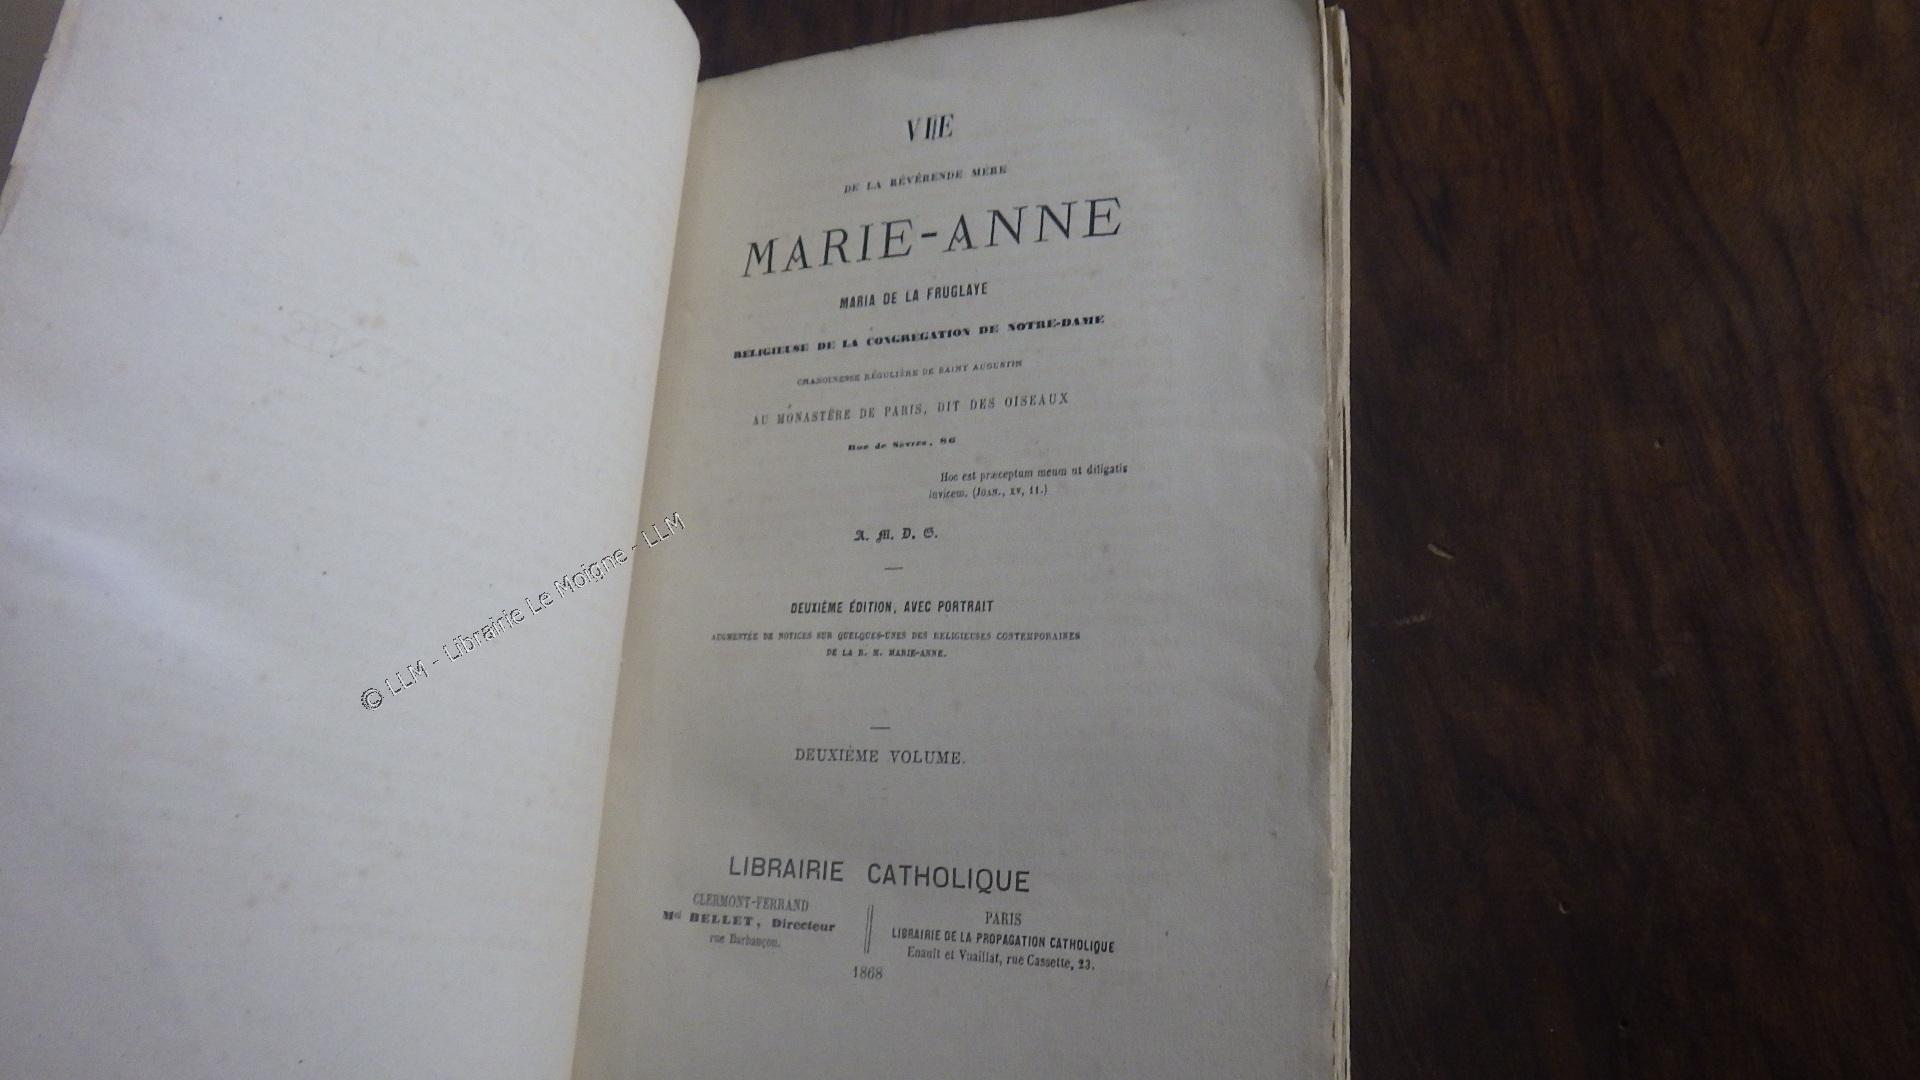 VIE
DE LA RÉVÉRENDE MÈRE
MARIE-ANNE
MARIA DE LA FRUGLAYE
RELIGIEUSE DE LA CONGRÉGATION DE NOTRE-DAME
CHANOINESSE RÉGULIÈRE DE SAINT AUGUSTIN
AU MONASTÈRE DE PARIS, DIT DES OISEAUX
Rue de Sèvres, 86
Hoc est præceptum meum ut diligatis
invicem. (JOAN., XV, 11.)
A. M. D. G.
DEUXIÈME ÉDITION, AVEC PORTRAIT
AUGMENTÉE DE NOTICES SUR QUELQUES-UNES DES RELIGIEUSES CONTEMPORAINES
DE LA R. M. MARIE-ANNE.
DEUXIÈME VOLUME.
LIBRAIRIE CATHOLIQUE
CLERMONT-FERRAND
Mel BELLET, Directeur
rue Barbançon.
PARIS
LIBRAIRIE DE LA PROPAGATION CATHOLIQUE
Enault et Vuaillat, rue Cassette, 23.
1868
© LLM - Librairie Le Moigne - LLM